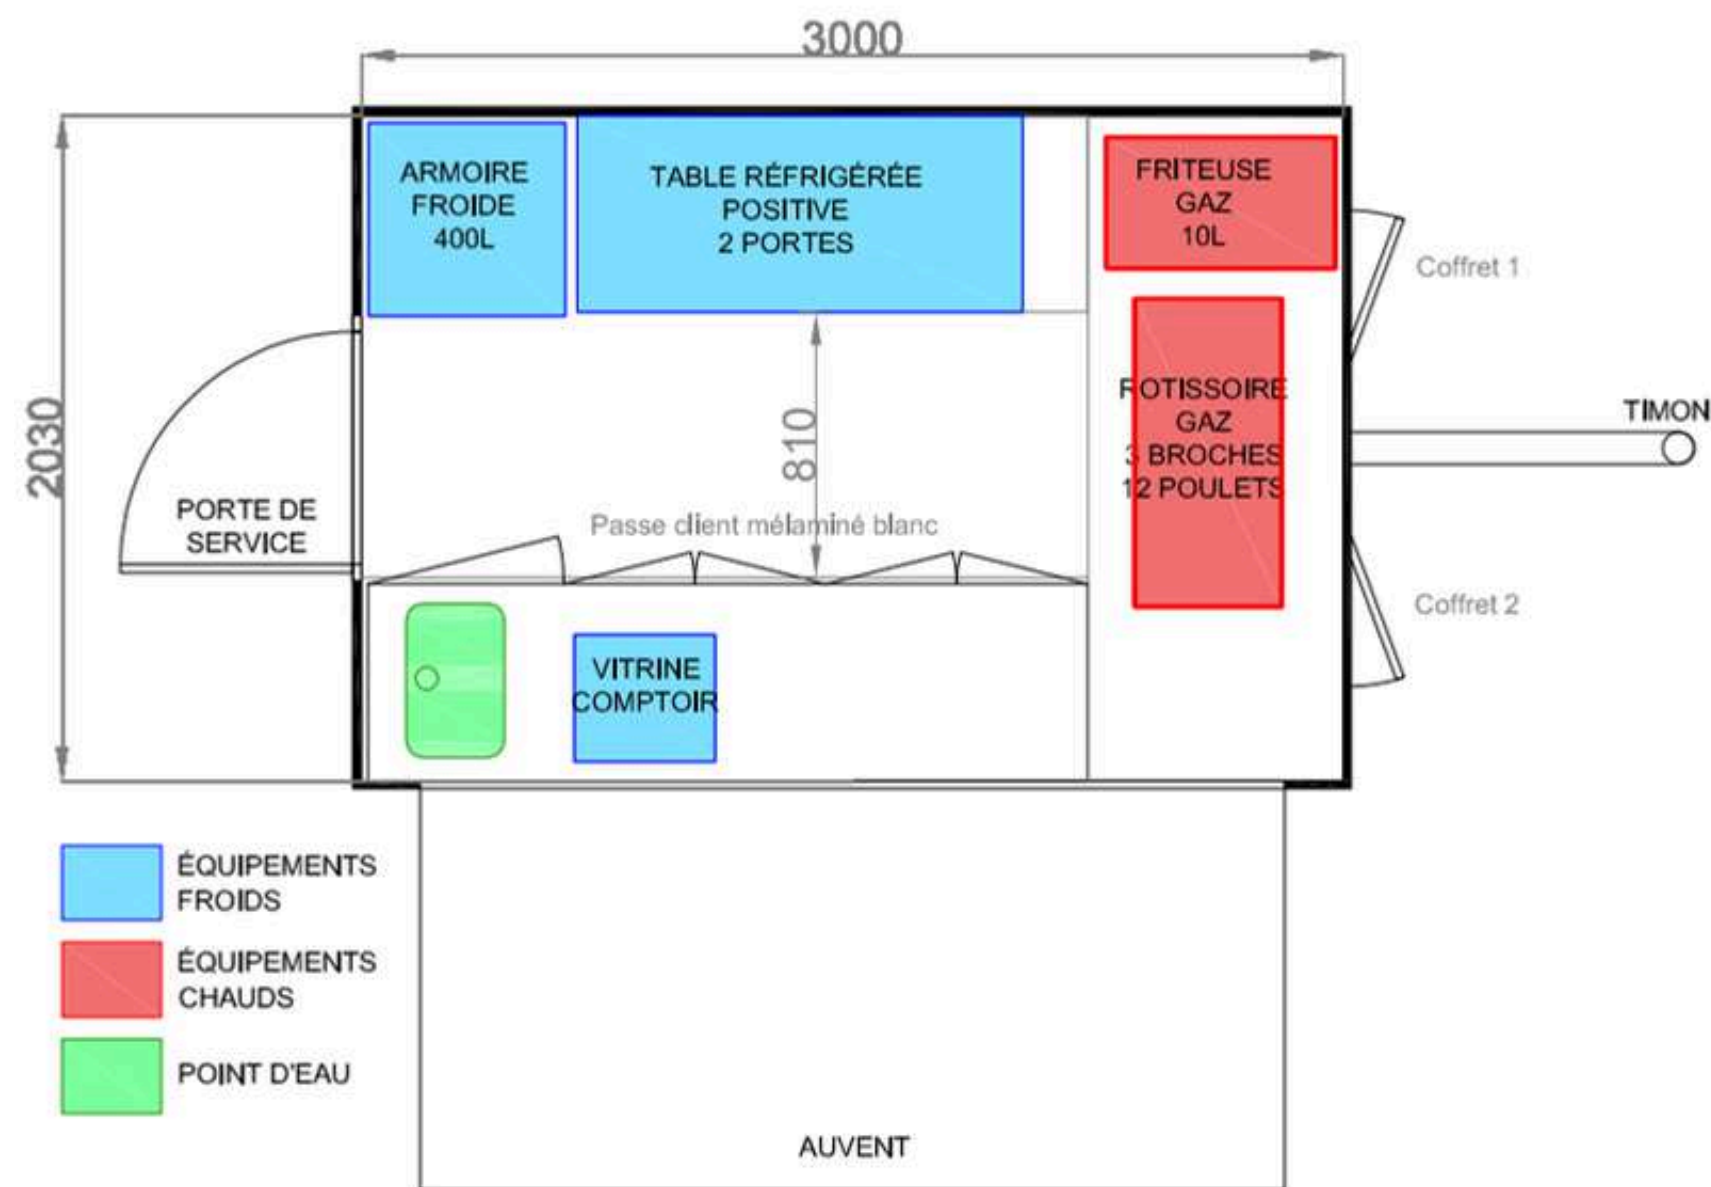 3000
ARMOIRE
FROIDE
400L
TABLE RÉFRIGÉRÉE
POSITIVE
2 PORTES
FRITEUSE
GAZ
10L
Coffret 1
2030
810
ROTISSOIRE
GAZ
3 BROCHES
12 POULETS
TIMON
PORTE DE
SERVICE
Passe client mélaminé blanc
Coffret 2
VITRINE
COMPTOIR
ÉQUIPEMENTS
FROIDS
ÉQUIPEMENTS
CHAUDS
POINT D'EAU
AUVENT